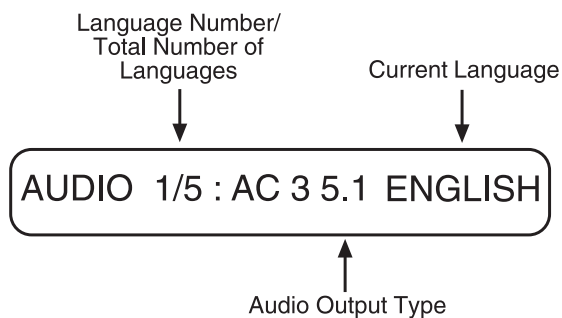 Language Number/
Total Number of
Languages
Current Language
AUDIO 1/5 : AC 3 5.1 ENGLISH
Audio Output Type